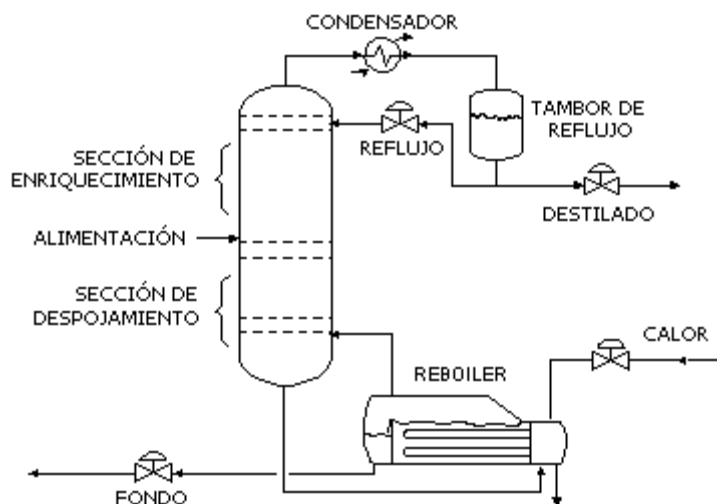 CONDENSADOR
TAMBOR DE
REFLUJO
REFLUJO
SECCIÓN DE
ENRIQUECIMIENTO
DESTILADO
ALIMENTACIÓN
SECCIÓN DE
DESPOJAMIENTO
CALOR
REBOILER
FONDO